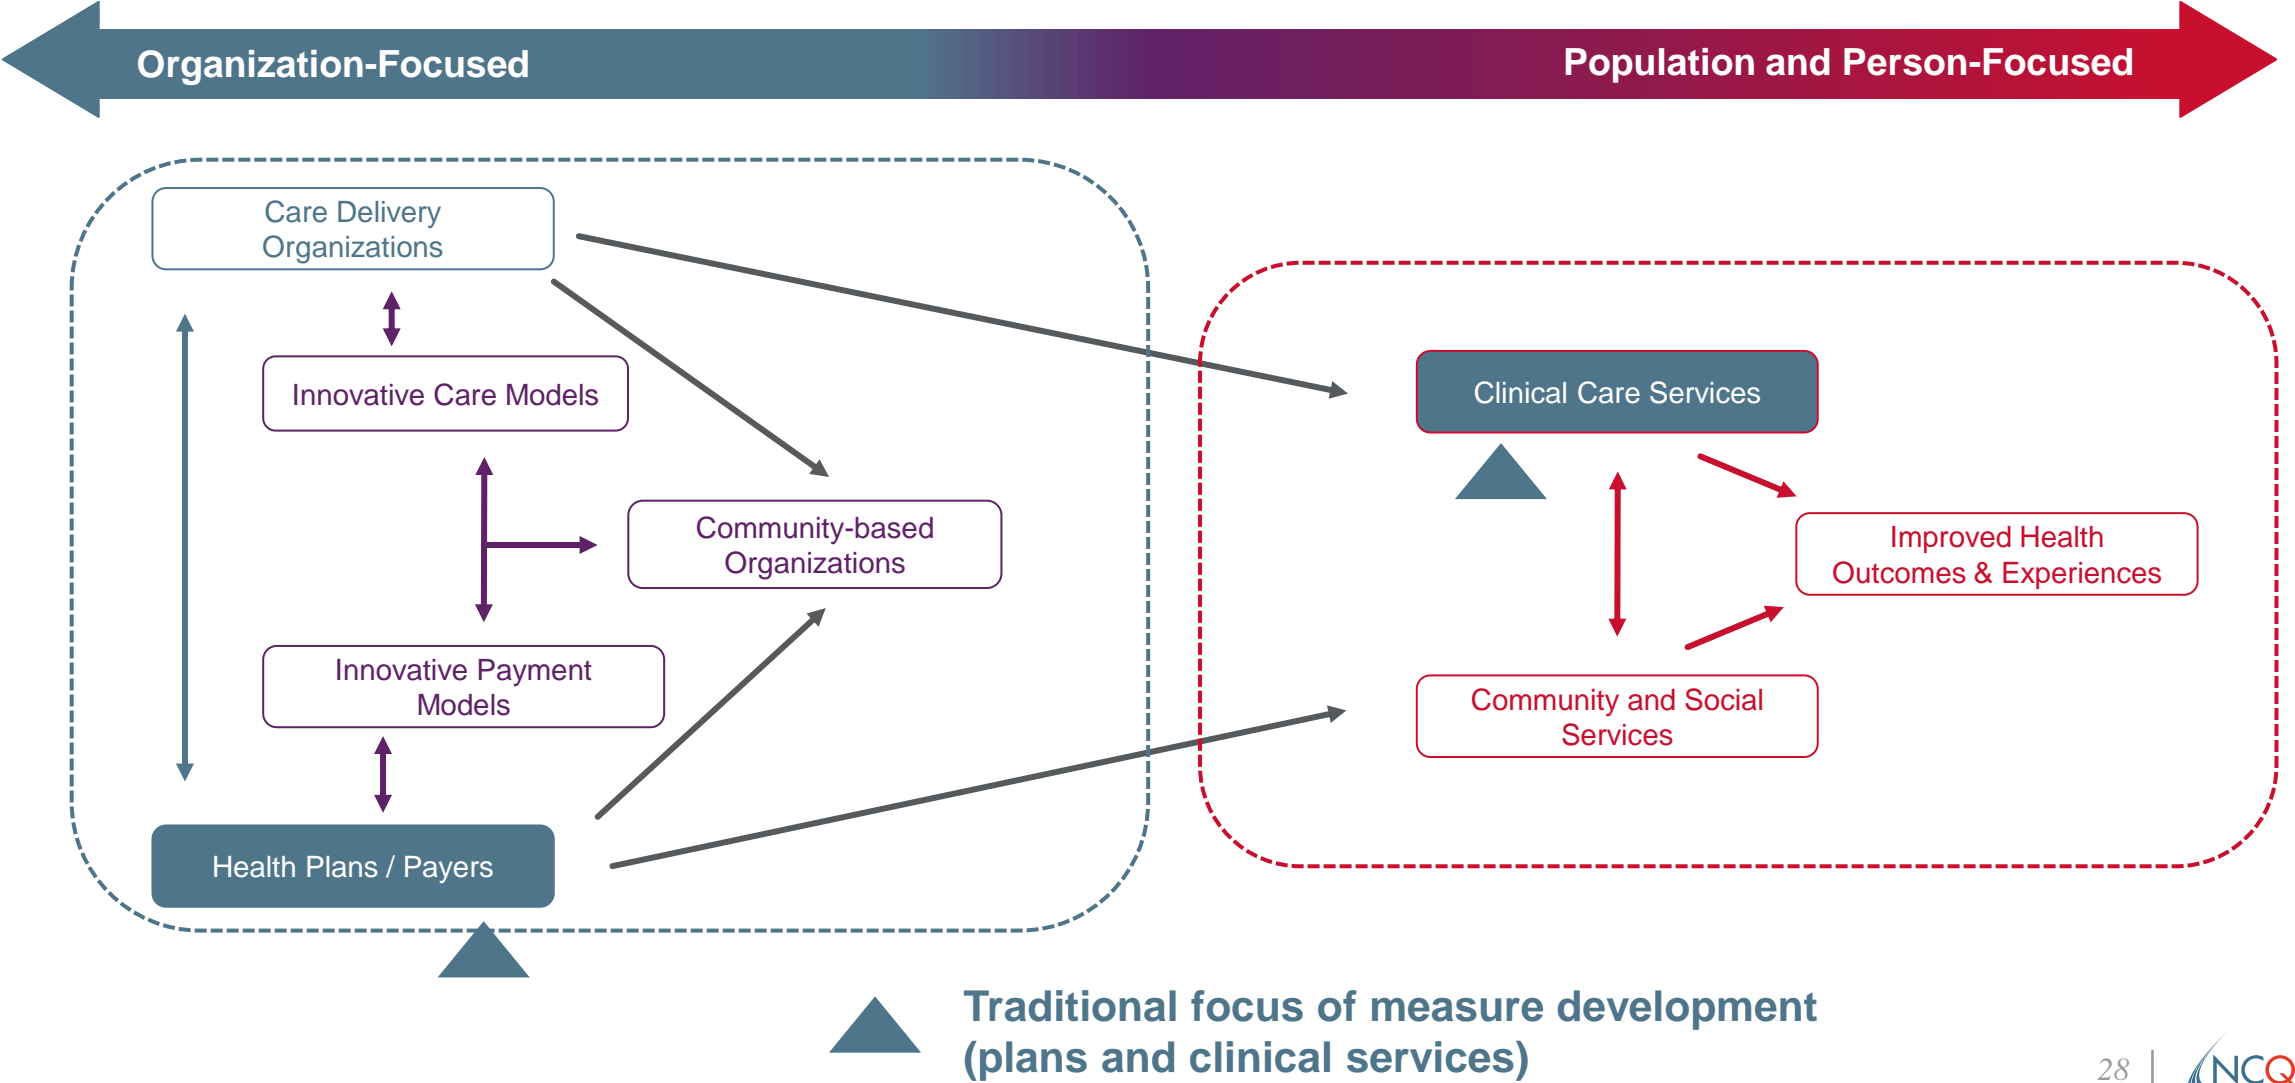 Organization-Focused
Population and Person-Focused
Care Delivery
Organizations
Innovative Care Models
Community-based
Organizations
Innovative Payment
Models
Health Plans / Payers
Clinical Care Services
Improved Health
Outcomes & Experiences
Community and Social
Services
Traditional focus of measure development
(plans and clinical services)
28
NCQ